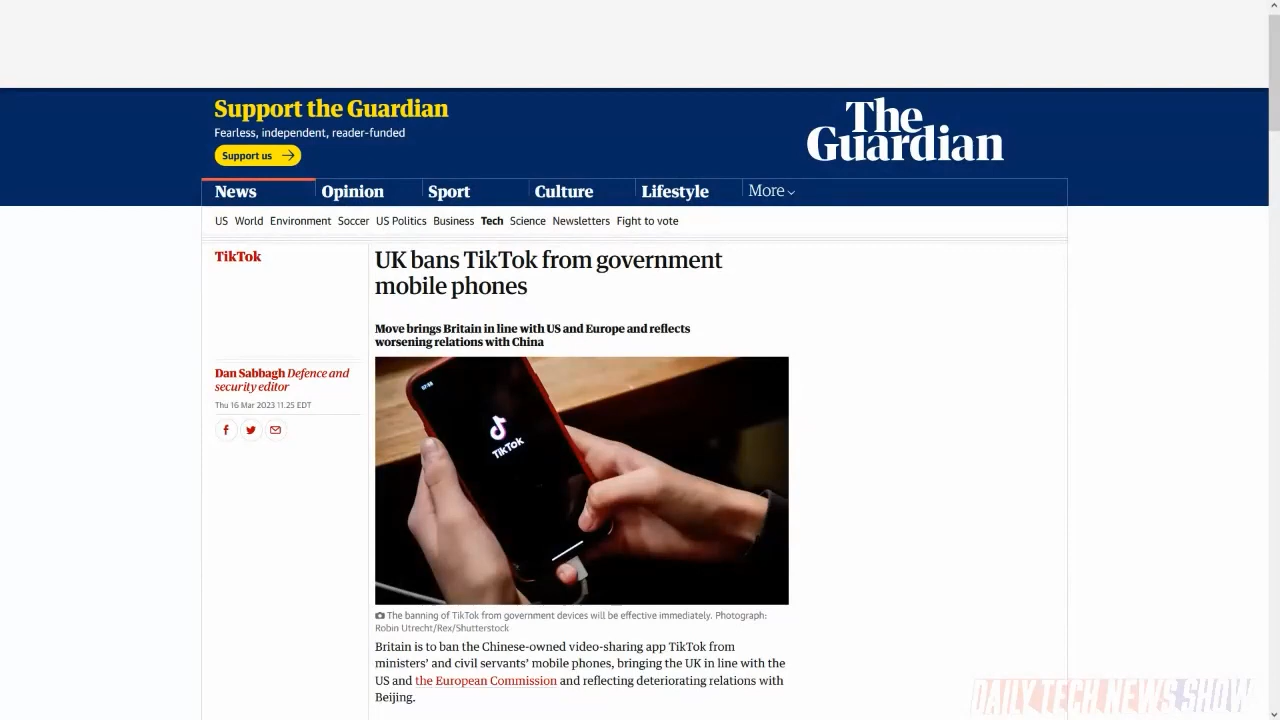 Support the Guardian
Fearless, independent, reader-funded
Support us
The
Guardian
News Opinion Sport Culture Lifestyle More
US World Environment Soccer US Politics Business Tech Science Newsletters Fight to vote
TikTok
UK bans TikTok from government
mobile phones
Move brings Britain in line with US and Europe and reflects
worsening relations with China
Dan Sabbagh Defence and
security editor
Thu 16 Mar 2023 11.25 EDT
TikTok
The banning of TikTok from government devices will be effective immediately. Photograph:
Robin Utrecht/Rex/Shutterstock
Britain is to ban the Chinese-owned video-sharing app TikTok from
ministers’ and civil servants’ mobile phones, bringing the UK in line with the
US and the European Commission and reflecting deteriorating relations with
Beijing.
DAILY TECH NEWS SHOW